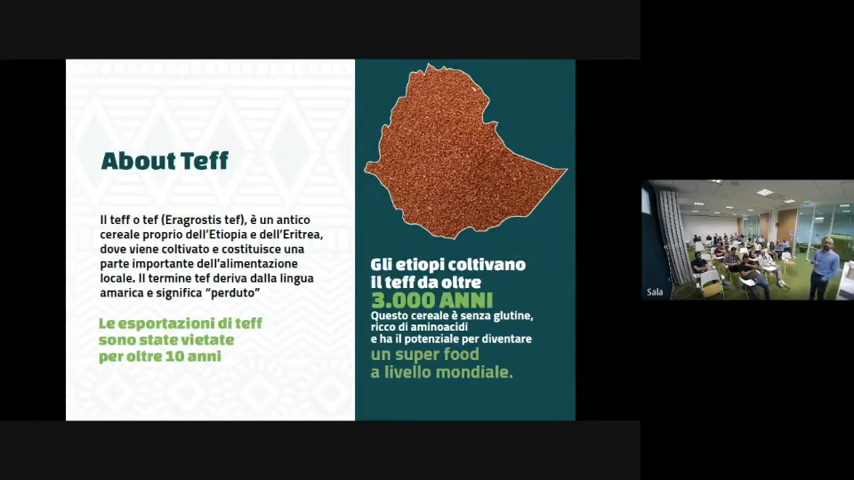 About Teff
Il teff o tef (Eragrostis tef), è un antico
cereale proprio dell'Etiopia e dell'Eritrea,
dove viene coltivato e costituisce una
parte importante dell'alimentazione
locale. Il termine tef deriva dalla lingua
amarica e significa "perduto"
Le esportazioni di teff
sono state vietate
per oltre 10 anni
Gli etiopi coltivano
il teff da oltre
3.000 ANNI
Questo cereale è senza glutine,
ricco di aminoacidi
e ha il potenziale per diventare
un super food
a livello mondiale.
Sala